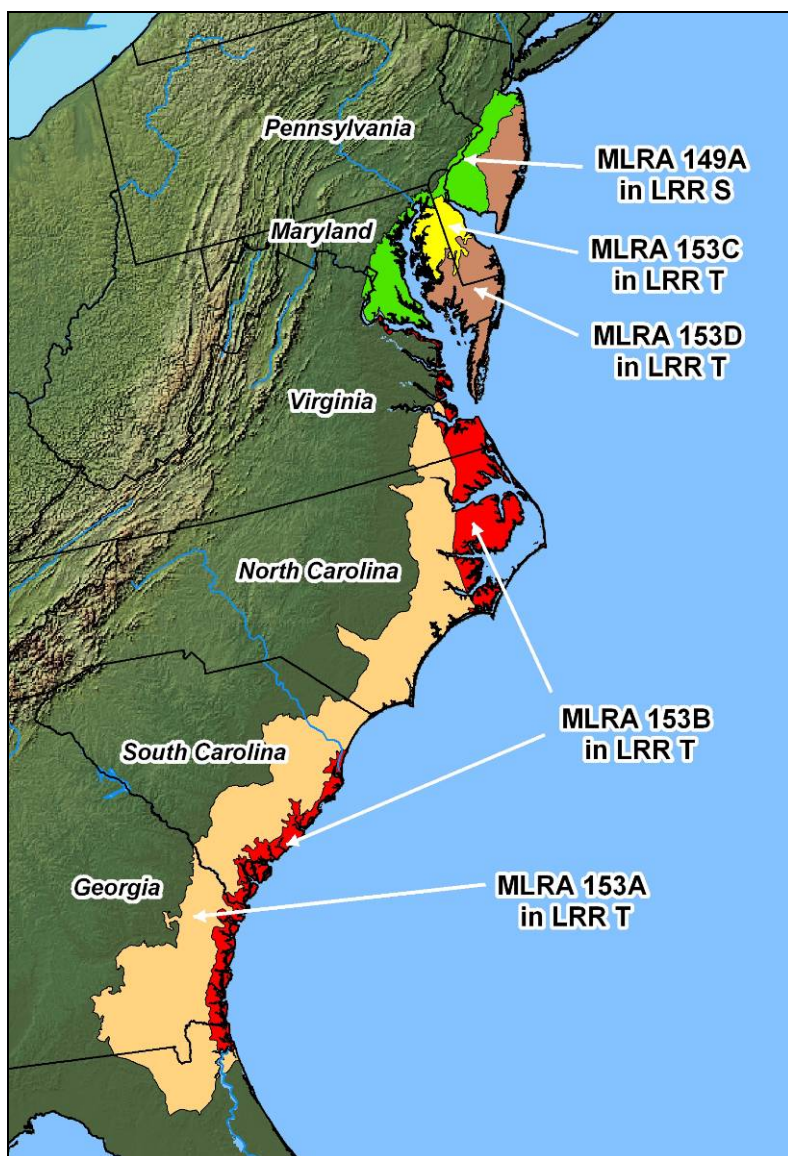 Pennsylvania
MLRA 149A
in LRR S
Maryland
MLRA 153C
in LRR T
MLRA 153D
in LRR T
Virginia
North Carolina
MLRA 153B
in LRR T
South Carolina
Georgia
MLRA 153A
in LRR T